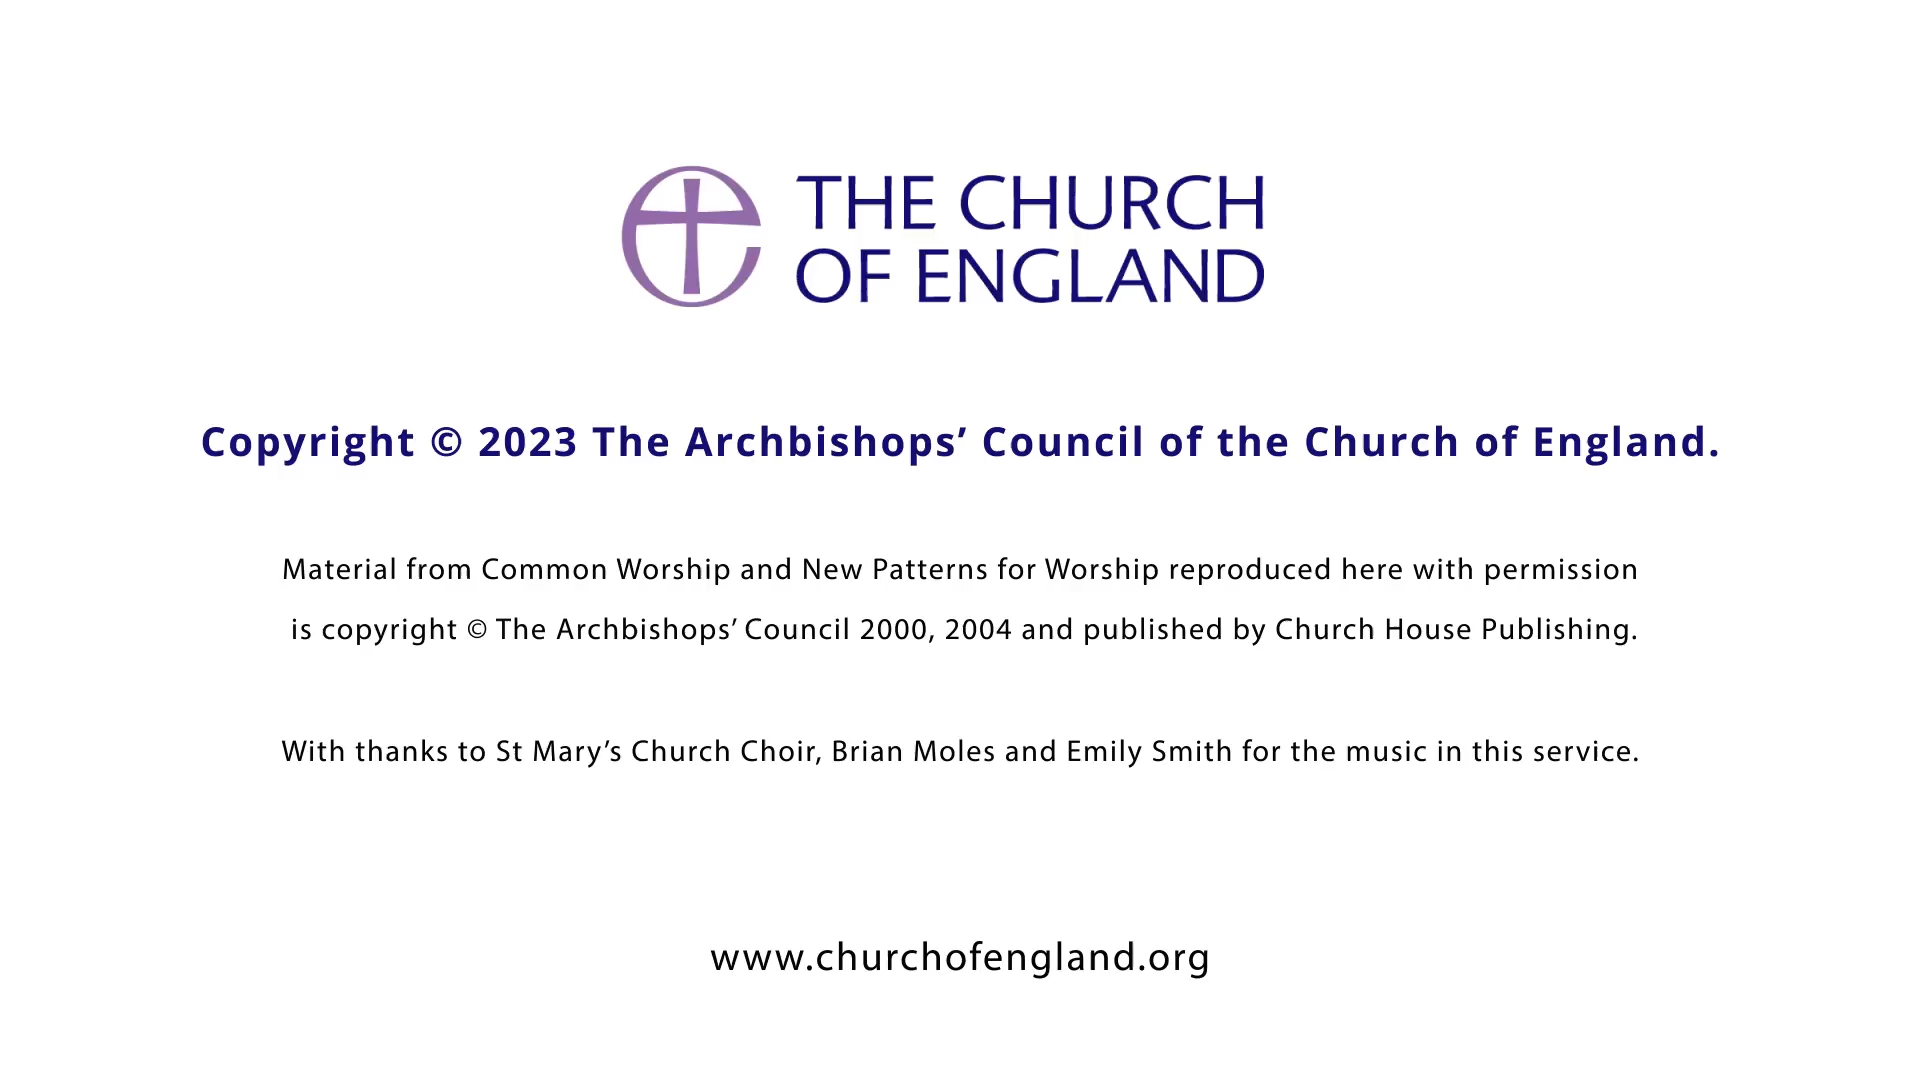 THE CHURCH
OF ENGLAND
Copyright © 2023 The Archbishops’ Council of the Church of England.
Material from Common Worship and New Patterns for Worship reproduced here with permission
is copyright © The Archbishops’ Council 2000, 2004 and published by Church House Publishing.
With thanks to St Mary’s Church Choir, Brian Moles and Emily Smith for the music in this service.
www.churchofengland.org